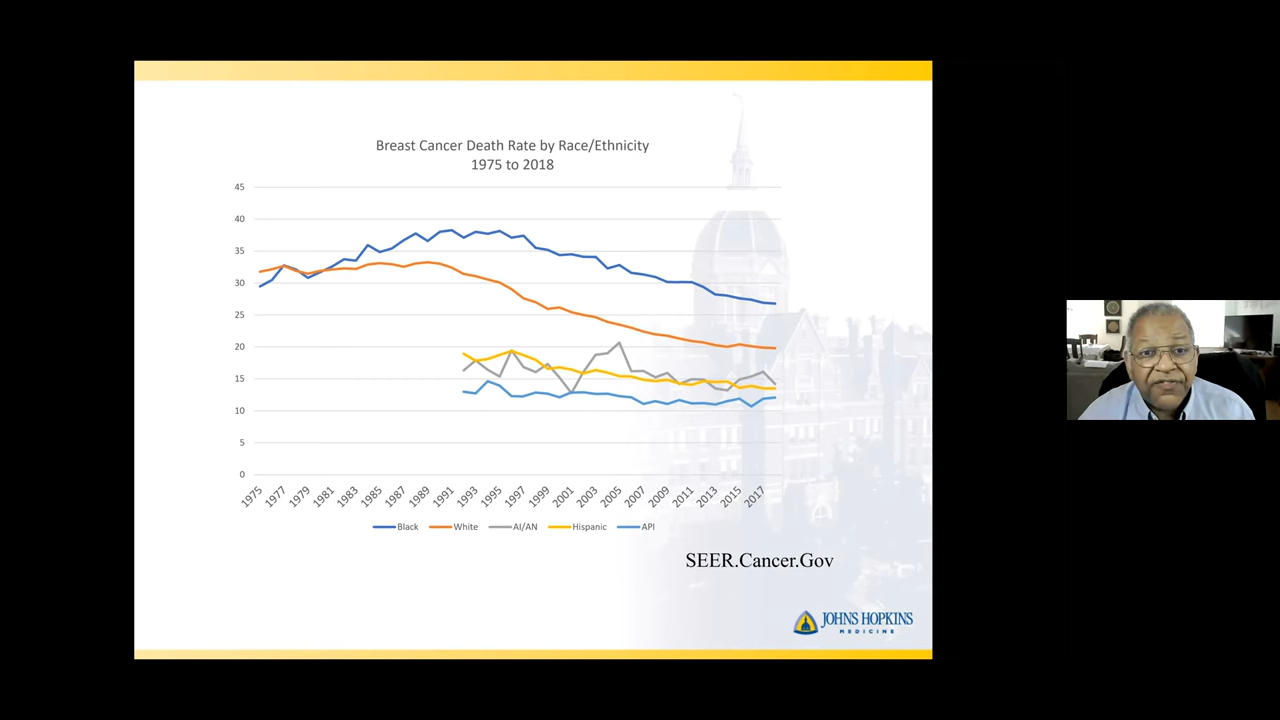 Breast Cancer Death Rate by Race/Ethnicity
1975 to 2018
45
40
35
30
25
20
15
10
5
0
1975 1977 1979 1981 1983 1985 1987 1989 1991 1993 1995 1997 1999 2001 2003 2005 2007 2009 2011 2013 2015 2017
Black White AI/AN Hispanic API
SEER.Cancer.Gov
JOHNS HOPKINS
MEDICINE